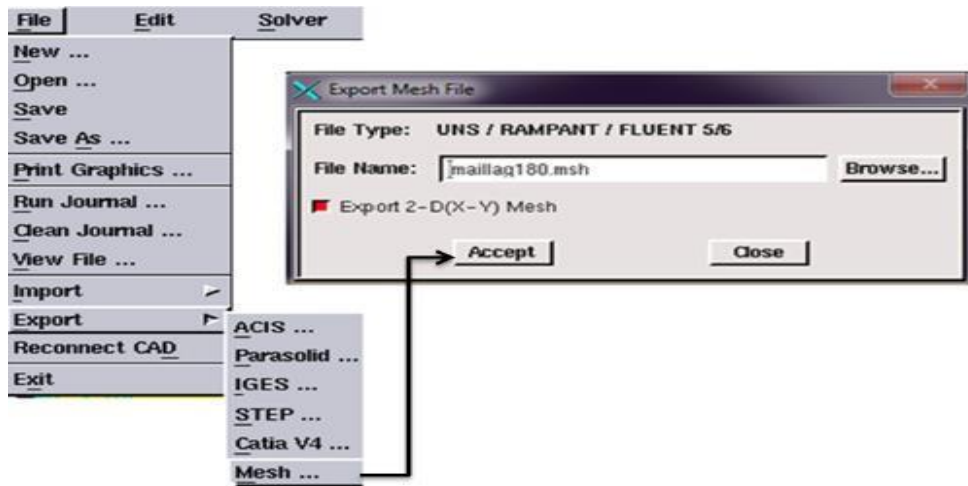 File Edit Solver
New ...
Open ...
Save
Save As ...
Print Graphics ...
Run Journal ...
Clean Journal ...
View File ...
Import
Export
Reconnect CAD
Exit
ACIS ...
Parasolid ...
IGES ...
STEP ...
Catia V4 ...
Mesh ...
Export Mesh File
File Type: UNS / RAMPANT / FLUENT 5/6
File Name: maillag180.msh Browse...
Export 2-D(X-Y) Mesh
Accept Close